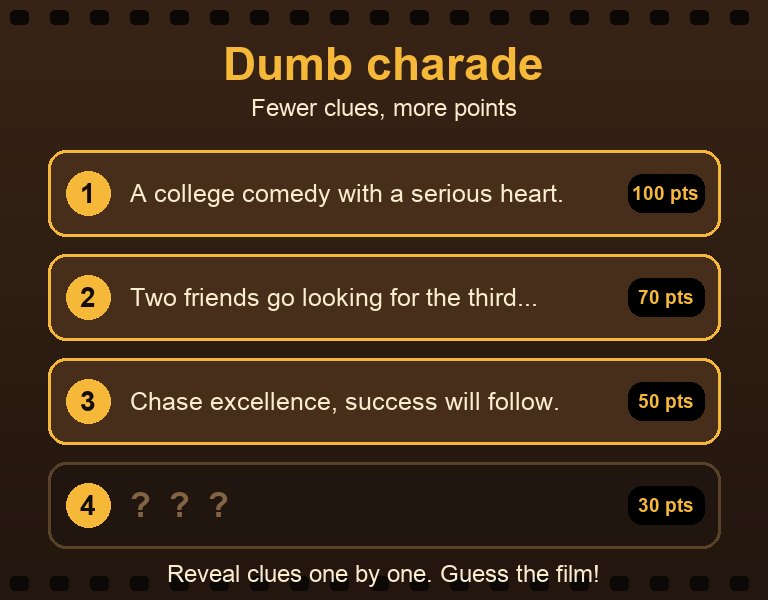 Dumb charade
Fewer clues, more points
1 A college comedy with a serious heart. 100 pts
2 Two friends go looking for the third... 70 pts
3 Chase excellence, success will follow. 50 pts
4 ? ? ? 30 pts
Reveal clues one by one. Guess the film!